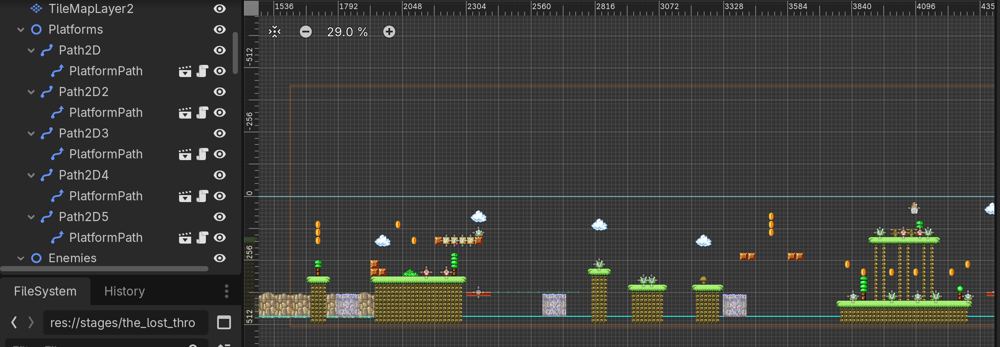 TileMapLayer2
Platforms
Path2D
PlatformPath
Path2D2
PlatformPath
Path2D3
PlatformPath
Path2D4
PlatformPath
Path2D5
PlatformPath
Enemies
FileSystem History
res://stages/the_lost_thro
1536 1792 2048 2304 2560 2816 3072 3328 3584 3840 4096 435
29.0 %
-512
-256
0
256
512